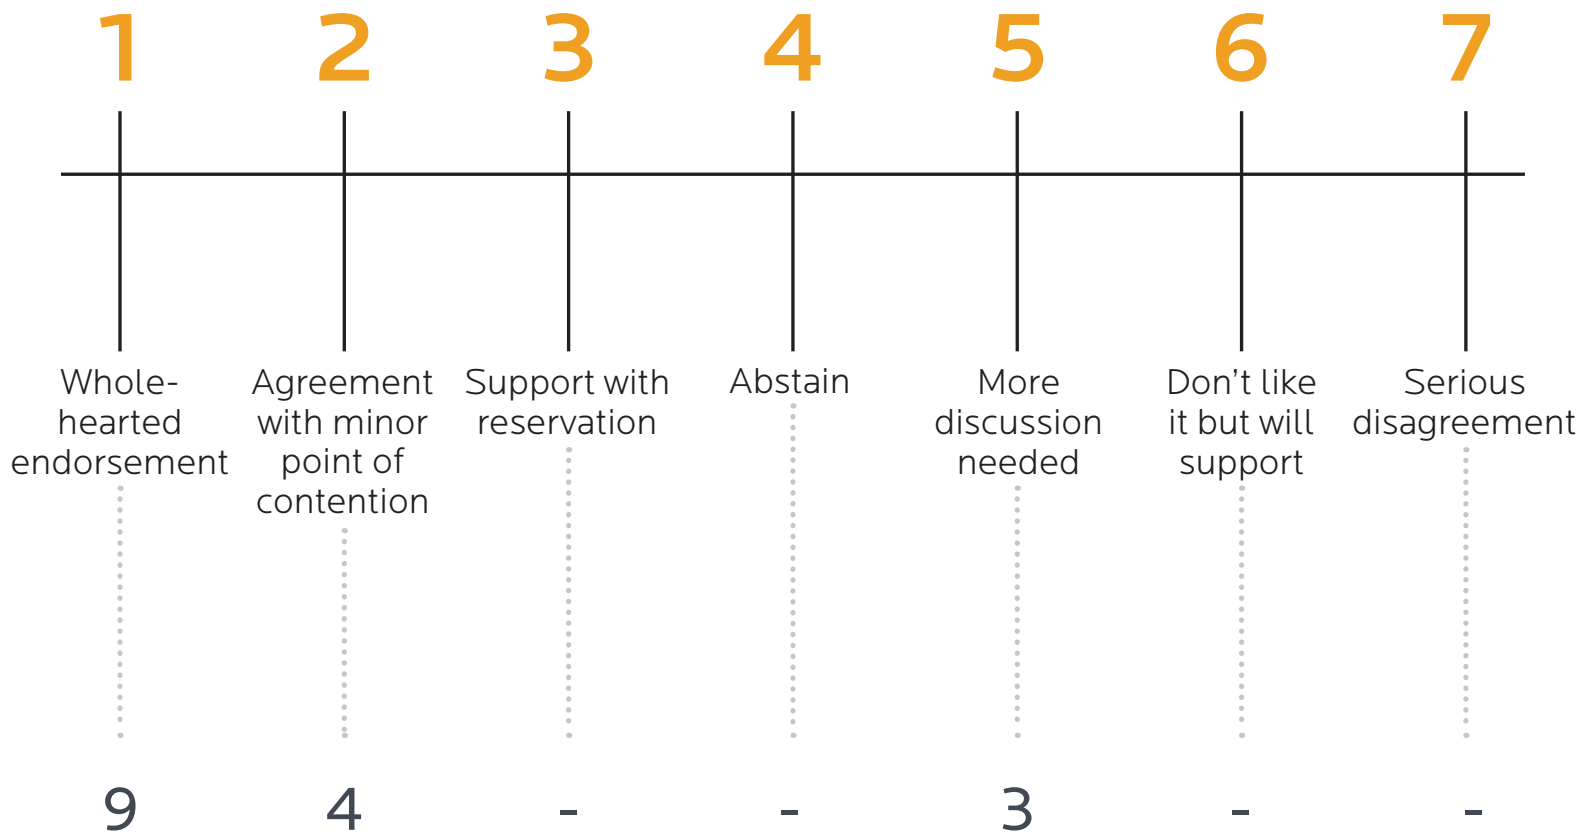 1 2 3 4 5 6 7
Whole-
hearted
endorsement
Agreement
with minor
point of
contention
Support with
reservation
Abstain
More
discussion
needed
Don’t like
it but will
support
Serious
disagreement
9 4 - - 3 - -